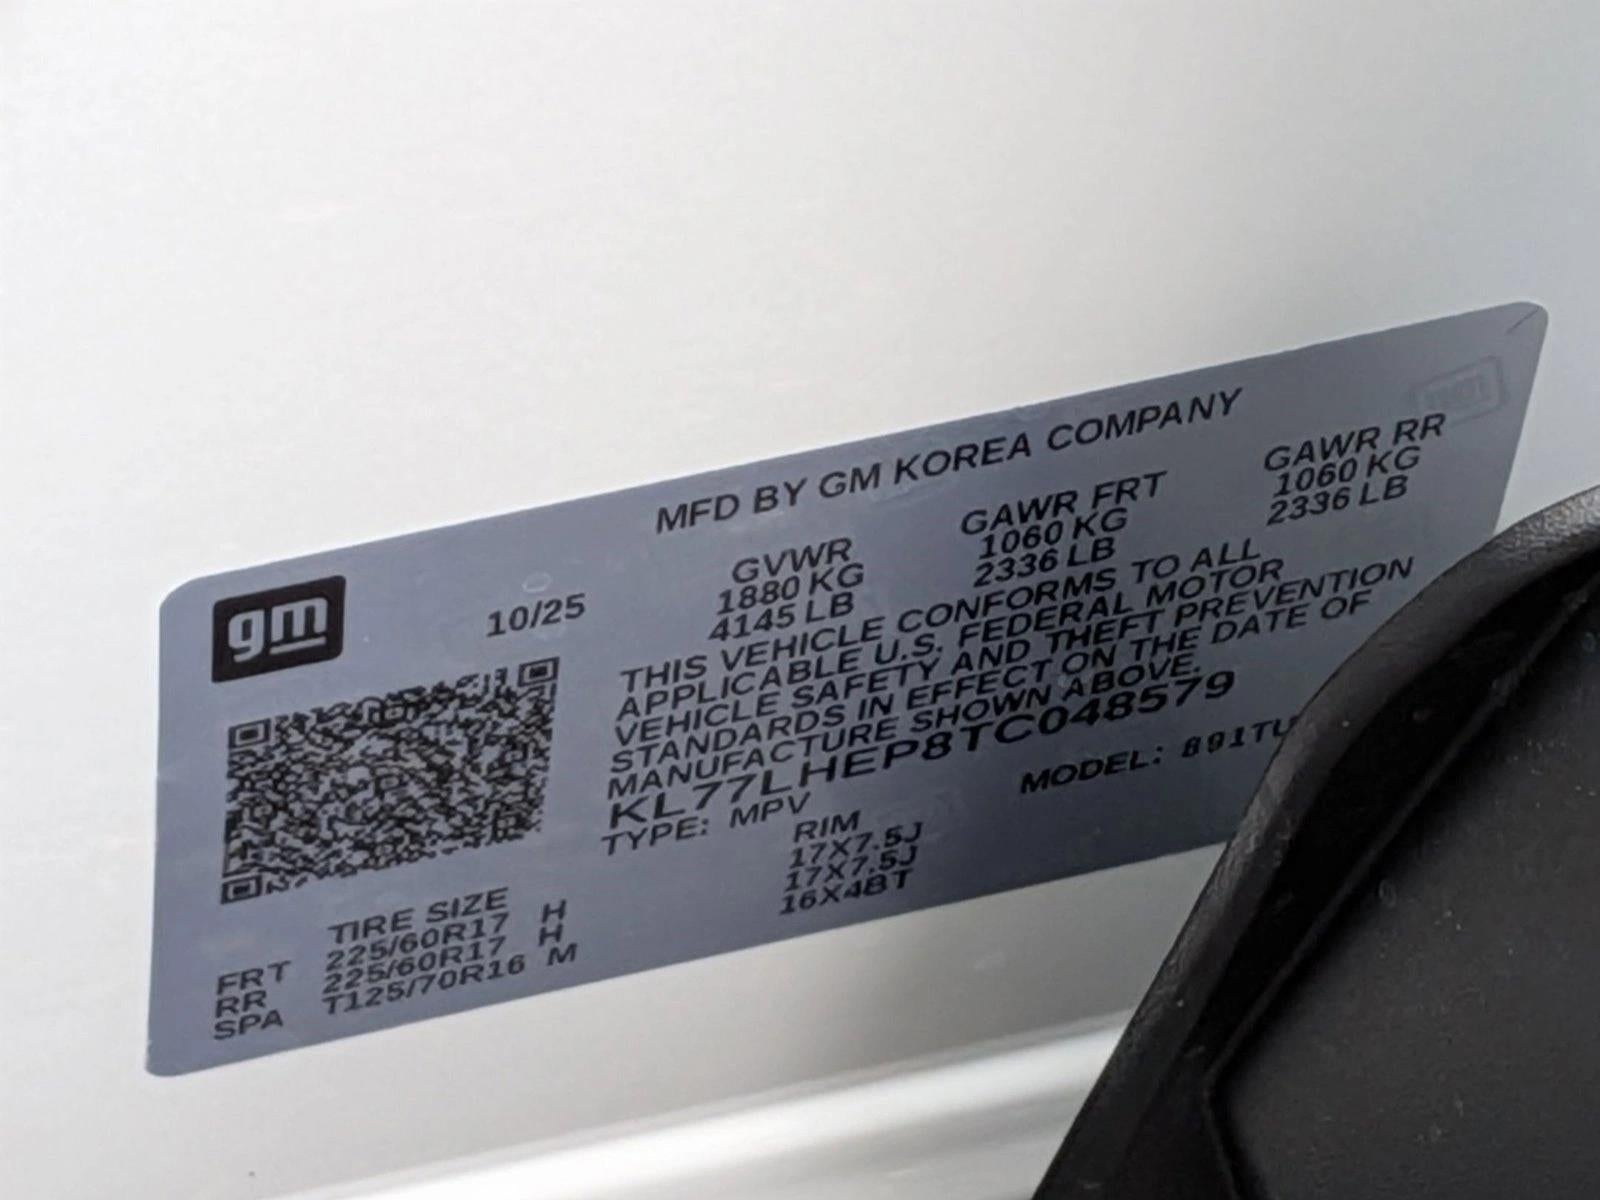 MFD BY GM KOREA COMPANY
gm
10/25
GVWR GAWR FRT GAWR RR
1880 KG 1060 KG 1060 KG
4145 LB 2336 LB 2336 LB
THIS VEHICLE CONFORMS TO ALL
APPLICABLE U.S. FEDERAL MOTOR
VEHICLE SAFETY AND THEFT PREVENTION
STANDARDS IN EFFECT ON THE DATE OF
MANUFACTURE SHOWN ABOVE.
KL77LHEP8TC048579
TYPE: MPV MODEL: 891TU
TIRE SIZE RIM
FRT 225/60R17 H 17X7.5J
RR 225/60R17 H 17X7.5J
SPA T125/70R16 M 16X4BT